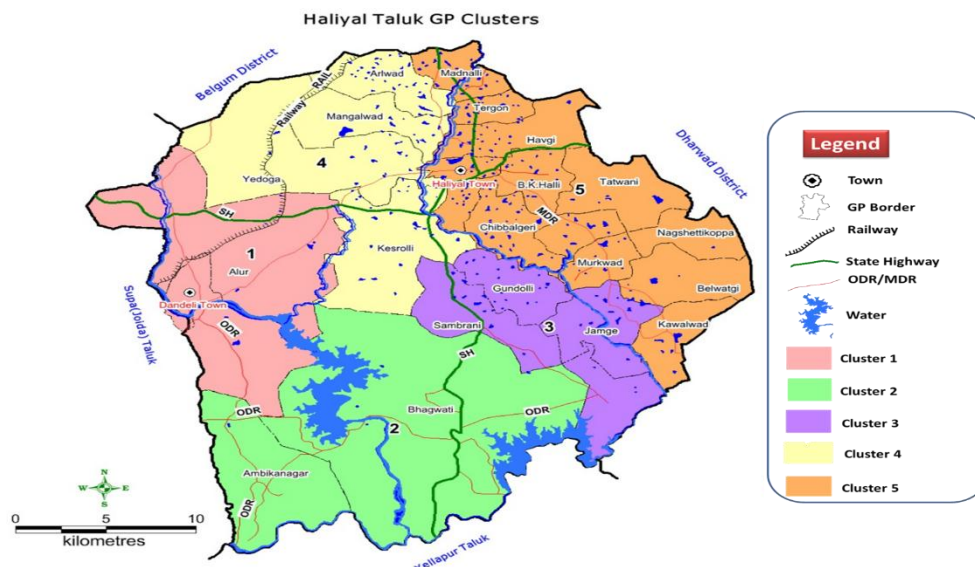 Haliyal Taluk GP Clusters
Belgum District
Railway
RAIL
Arlwad
Madnalli
Tergon
Mangalwad
Havgi
Dharwad District
4
Yedoga
Haliyal Town
B.K.Halli
5
Tatwani
SH
MDR
Chibbalgeri
Nagshettikoppa
1
Kesrolli
Murkwad
Alur
Gundolli
Belwatgi
Dandeli Town
Supa(Joida) Taluk
ODR
Sambrani
3
Jamge
Kawalwad
SH
ODR
Bhagwati
ODR
2
Ambikanagar
ODR
Yellapur Taluk
N
W
E
S
0 5 10
kilometres
Legend
Town
GP Border
Railway
State Highway
ODR/MDR
Water
Cluster 1
Cluster 2
Cluster 3
Cluster 4
Cluster 5